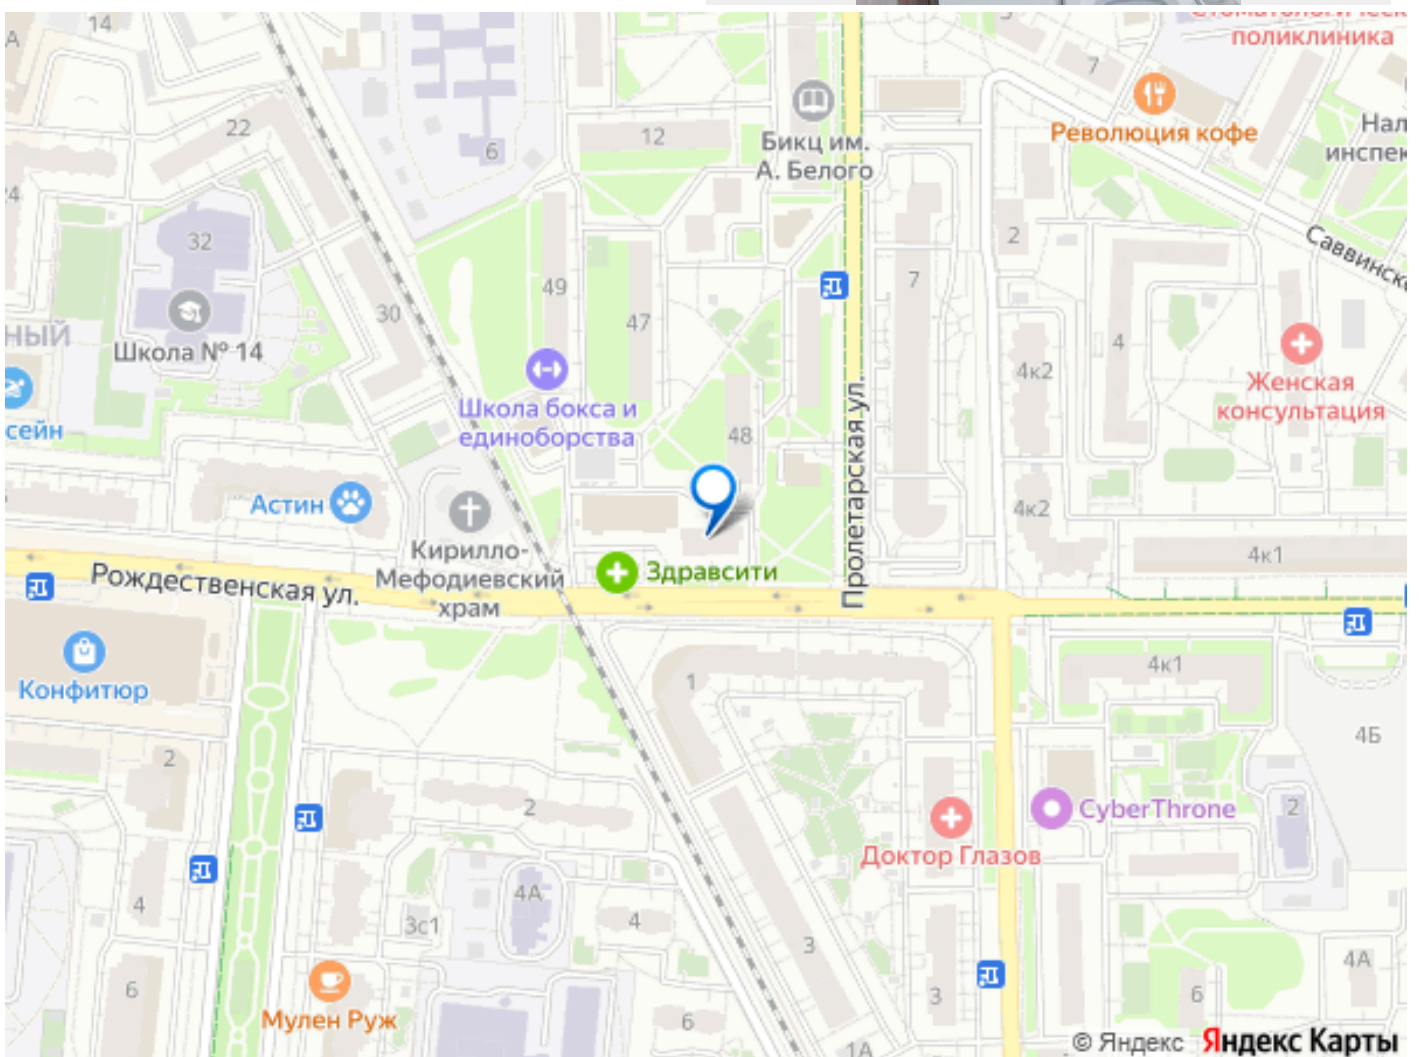 14
поликлиника
7
Революция кофе
22
12
Бикц им.
А. Белого
6
Нал
инспек
32
2
Саввинск
НЫЙ
Школа № 14
30
49
47
7
4
4к2
Женская
консультация
сейн
Школа бокса и
единоборства
48
Пролетарская ул.
Астин
4к2
4к1
Кирилло-
Мефодиевский
храм
Здравсити
Рождественская ул.
Конфитюр
1
4к1
4Б
2
2
CyberThrone
2
Доктор Глазов
4
3с1
4А
4
3
4А
6
Мулен Руж
6
3
6
1А
© Яндекс Яндекс Карты